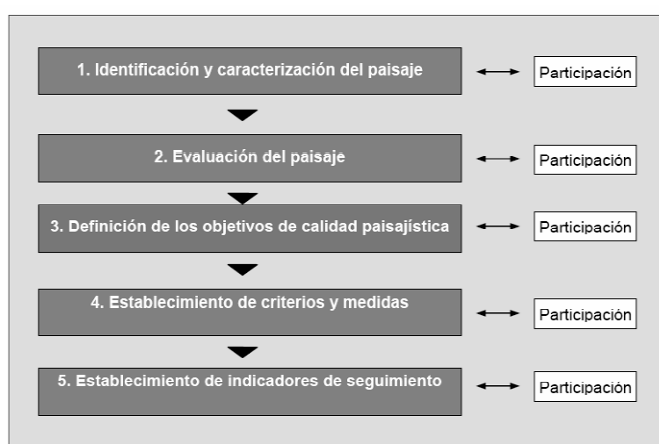 1. Identificación y caracterización del paisaje
Participación
2. Evaluación del paisaje
Participación
3. Definición de los objetivos de calidad paisajística
Participación
4. Establecimiento de criterios y medidas
Participación
5. Establecimiento de indicadores de seguimiento
Participación